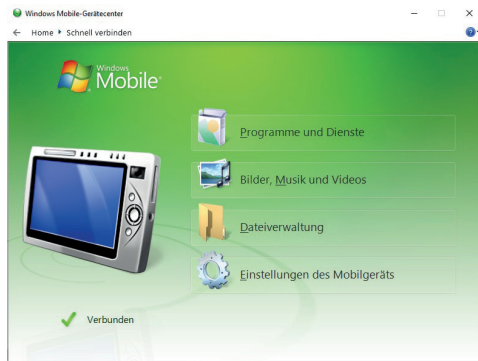 Windows Mobile-Gerätecenter
Home Schnell verbinden
?
Windows
Mobile
Programme und Dienste
Bilder, Musik und Videos
Dateiverwaltung
Einstellungen des Mobilgeräts
Verbunden